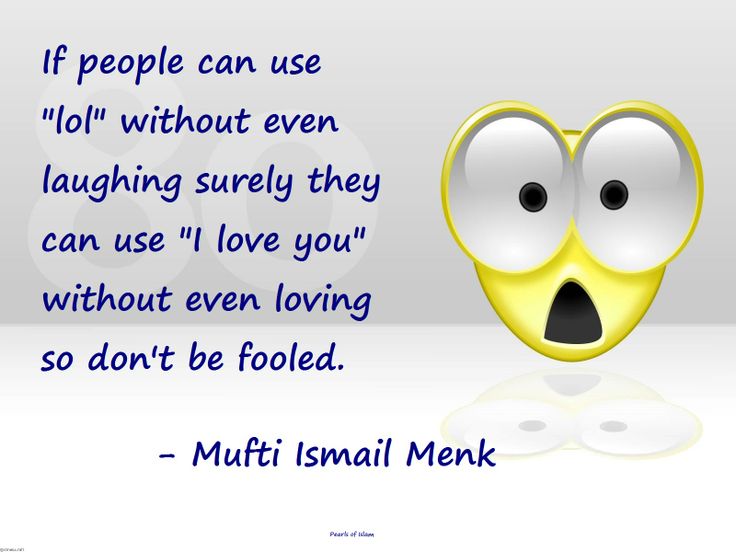 If people can use
"lol" without even
laughing surely they
can use "I love you"
without even loving
so don't be fooled.
- Mufti Ismail Menk
Pearls of Islam
80